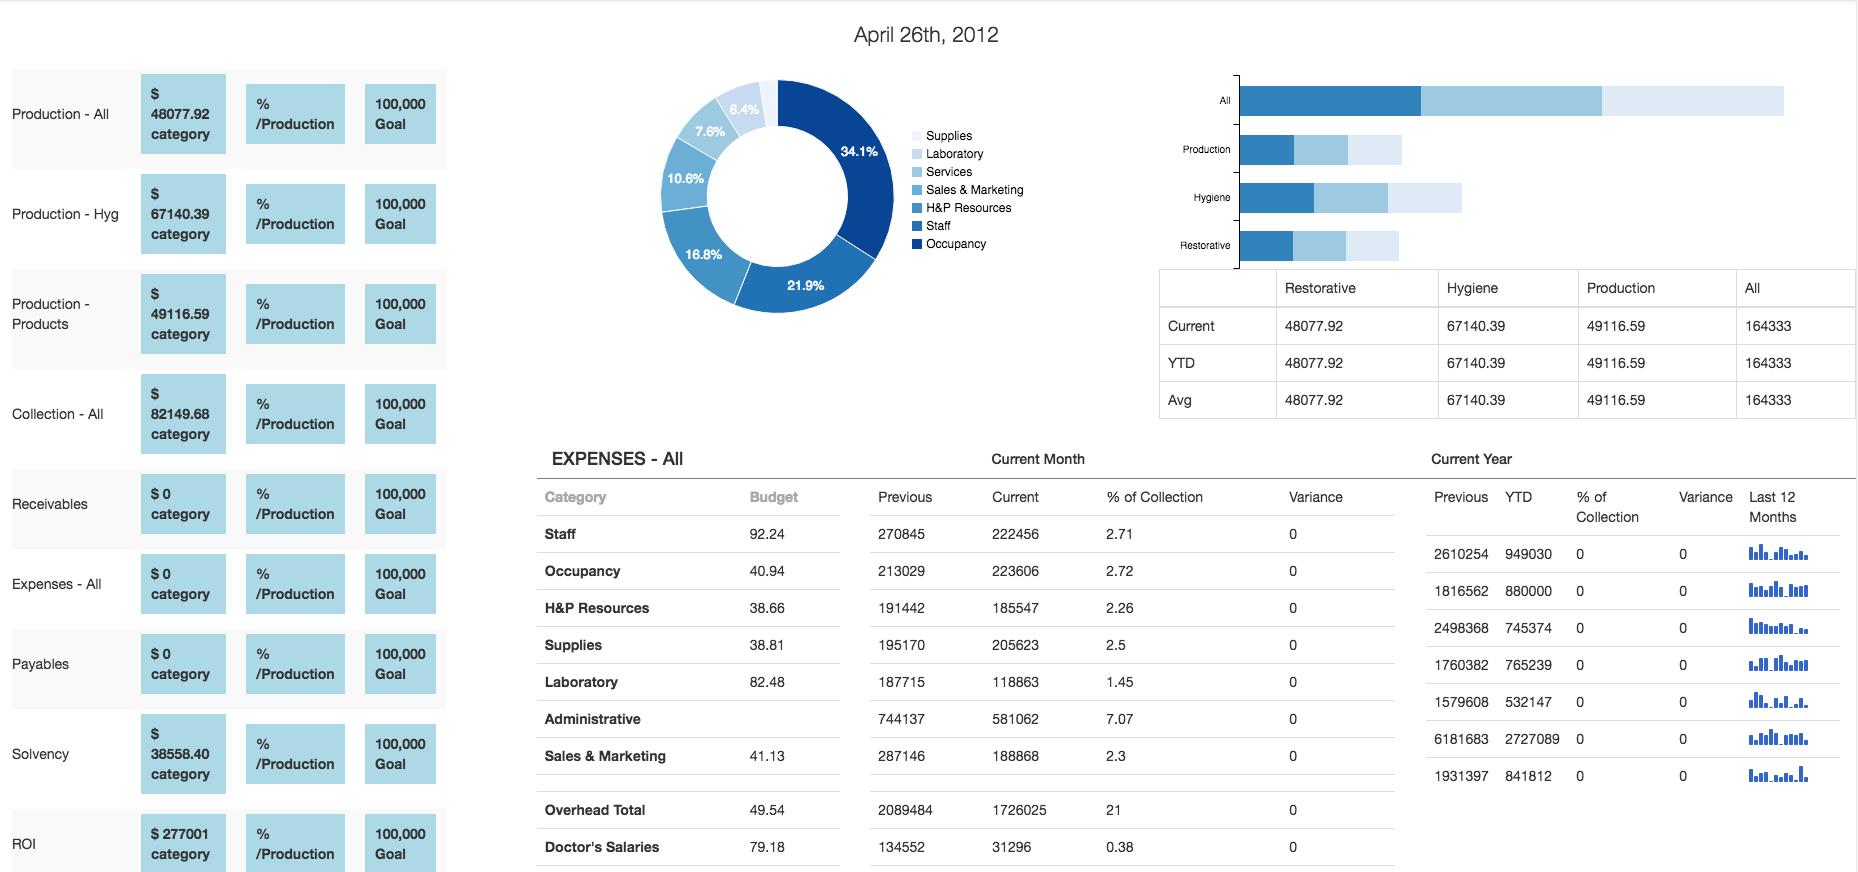 April 26th, 2012
Production - All
$
48077.92
category
%
/Production
100,000
Goal
Production - Hyg
$
67140.39
category
%
/Production
100,000
Goal
Production -
Products
$
49116.59
category
%
/Production
100,000
Goal
Collection - All
$
82149.68
category
%
/Production
100,000
Goal
Receivables
$ 0
category
%
/Production
100,000
Goal
Expenses - All
$ 0
category
%
/Production
100,000
Goal
Payables
$ 0
category
%
/Production
100,000
Goal
Solvency
$
38558.40
category
%
/Production
100,000
Goal
ROI
$ 277001
category
%
/Production
100,000
Goal
34.1%
21.9%
16.8%
10.6%
7.6%
6.4%
Supplies
Laboratory
Services
Sales & Marketing
H&P Resources
Staff
Occupancy
All
Production
Hygiene
Restorative
Restorative Hygiene Production All
Current 48077.92 67140.39 49116.59 164333
YTD 48077.92 67140.39 49116.59 164333
Avg 48077.92 67140.39 49116.59 164333
EXPENSES - All Current Month
Category Budget Previous Current % of Collection Variance
Staff 92.24 270845 222456 2.71 0
Occupancy 40.94 213029 223606 2.72 0
H&P Resources 38.66 191442 185547 2.26 0
Supplies 38.81 195170 205623 2.5 0
Laboratory 82.48 187715 118863 1.45 0
Administrative 744137 581062 7.07 0
Sales & Marketing 41.13 287146 188868 2.3 0
Overhead Total 49.54 2089484 1726025 21 0
Doctor's Salaries 79.18 134552 31296 0.38 0
Current Year
Previous YTD % of Variance Last 12
Collection Months
2610254 949030 0 0
1816562 880000 0 0
2498368 745374 0 0
1760382 765239 0 0
1579608 532147 0 0
6181683 2727089 0 0
1931397 841812 0 0